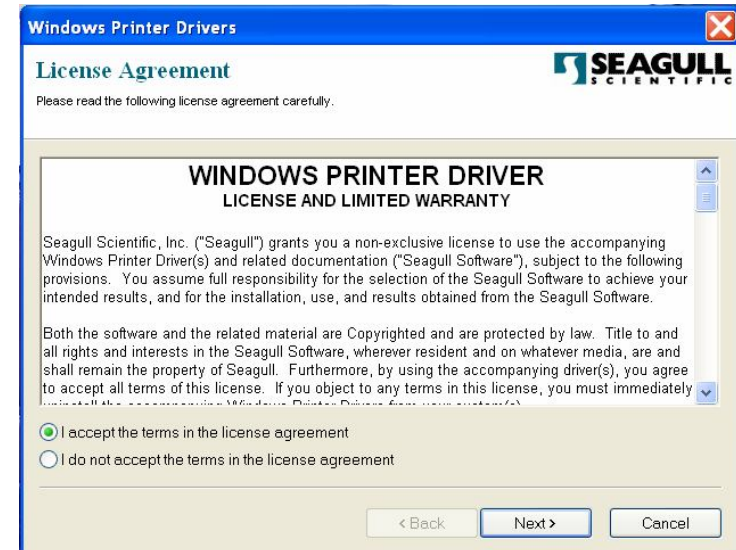 Windows Printer Drivers
License Agreement
SEAGULL
SCIENTIFIC
Please read the following license agreement carefully.
WINDOWS PRINTER DRIVER
LICENSE AND LIMITED WARRANTY
Seagull Scientific, Inc. ("Seagull") grants you a non-exclusive license to use the accompanying
Windows Printer Driver(s) and related documentation ("Seagull Software"), subject to the following
provisions. You assume full responsibility for the selection of the Seagull Software to achieve your
intended results, and for the installation, use, and results obtained from the Seagull Software.
Both the software and the related material are Copyrighted and are protected by law. Title to and
all rights and interests in the Seagull Software, wherever resident and on whatever media, are and
shall remain the property of Seagull. Furthermore, by using the accompanying driver(s), you agree
to accept all terms of this license. If you object to any terms in this license, you must immediately
uninstall the accompanying Windows Printer Drivers from your
I accept the terms in the license agreement
I do not accept the terms in the license agreement
< Back
Next >
Cancel